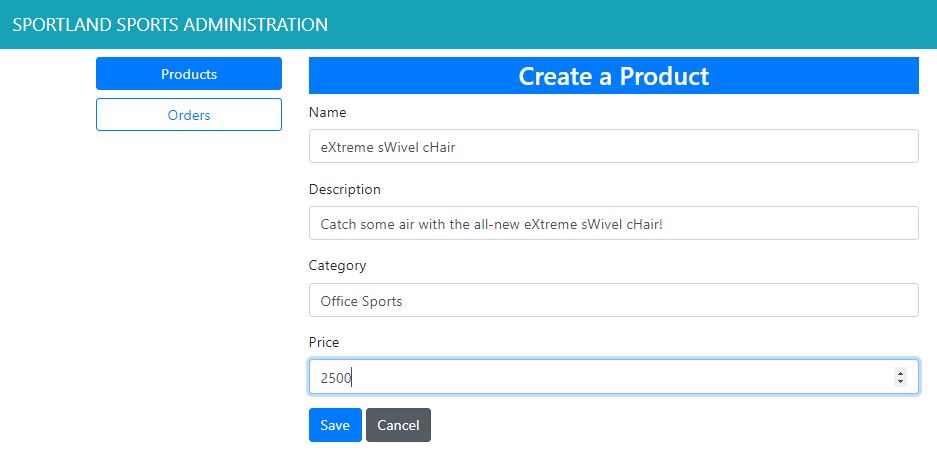 SPORTLAND SPORTS ADMINISTRATION
Products
Orders
Create a Product
Name
eXtreme sWivel cHair
Description
Catch some air with the all-new eXtreme sWivel cHair!
Category
Office Sports
Price
2500
Save Cancel